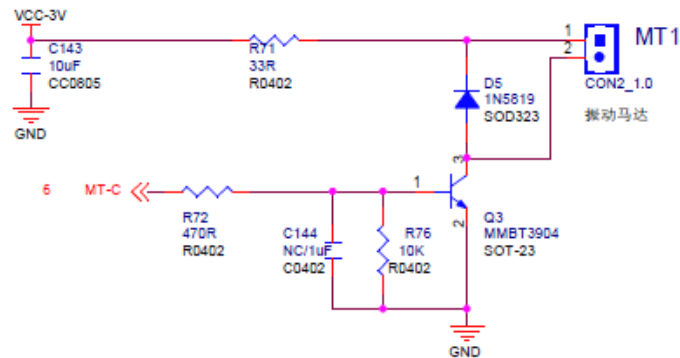 VCC-3V
C143
10uF
CC0805
GND
R71
33R
R0402
1
2
MT1
CON2_1.0
振动马达
D5
1N5819
SOD323
6 MT-C
R72
470R
R0402
C144
NC/1uF
C0402
R76
10K
R0402
1
3
2
Q3
MMBT3904
SOT-23
GND